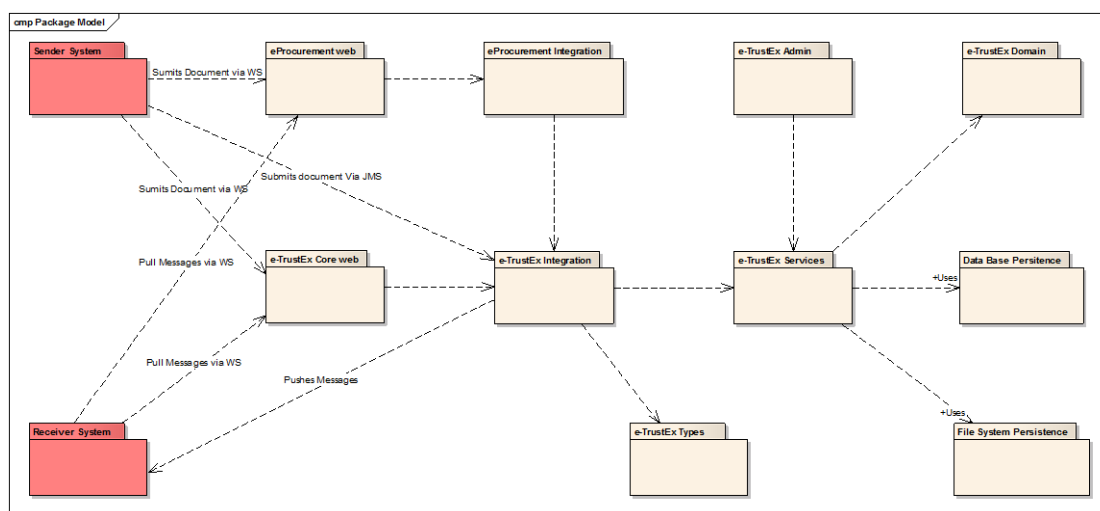 cmp Package Model
Sender System
eProcurement web
eProcurement Integration
e-TrustEx Admin
e-TrustEx Domain
Sumits Document via WS
Submits document Via JMS
Sumits Document via WS
Pull Messages via WS
e-TrustEx Core web
e-TrustEx Integration
e-TrustEx Services
Data Base Persitence
+Uses
Pull Messages via WS
Pushes Messages
+Uses
Receiver System
e-TrustEx Types
File System Persistence